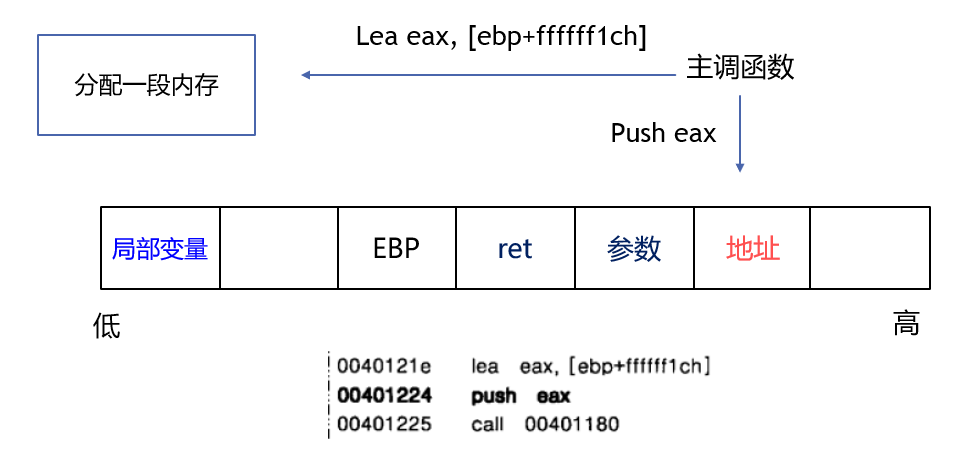 Lea eax, [ebp+ffffff1ch]
分配一段内存
主调函数
Push eax
局部变量 EBP ret 参数 地址
低 高
0040121e lea eax, [ebp+ffffff1ch]
00401224 push eax
00401225 call 00401180